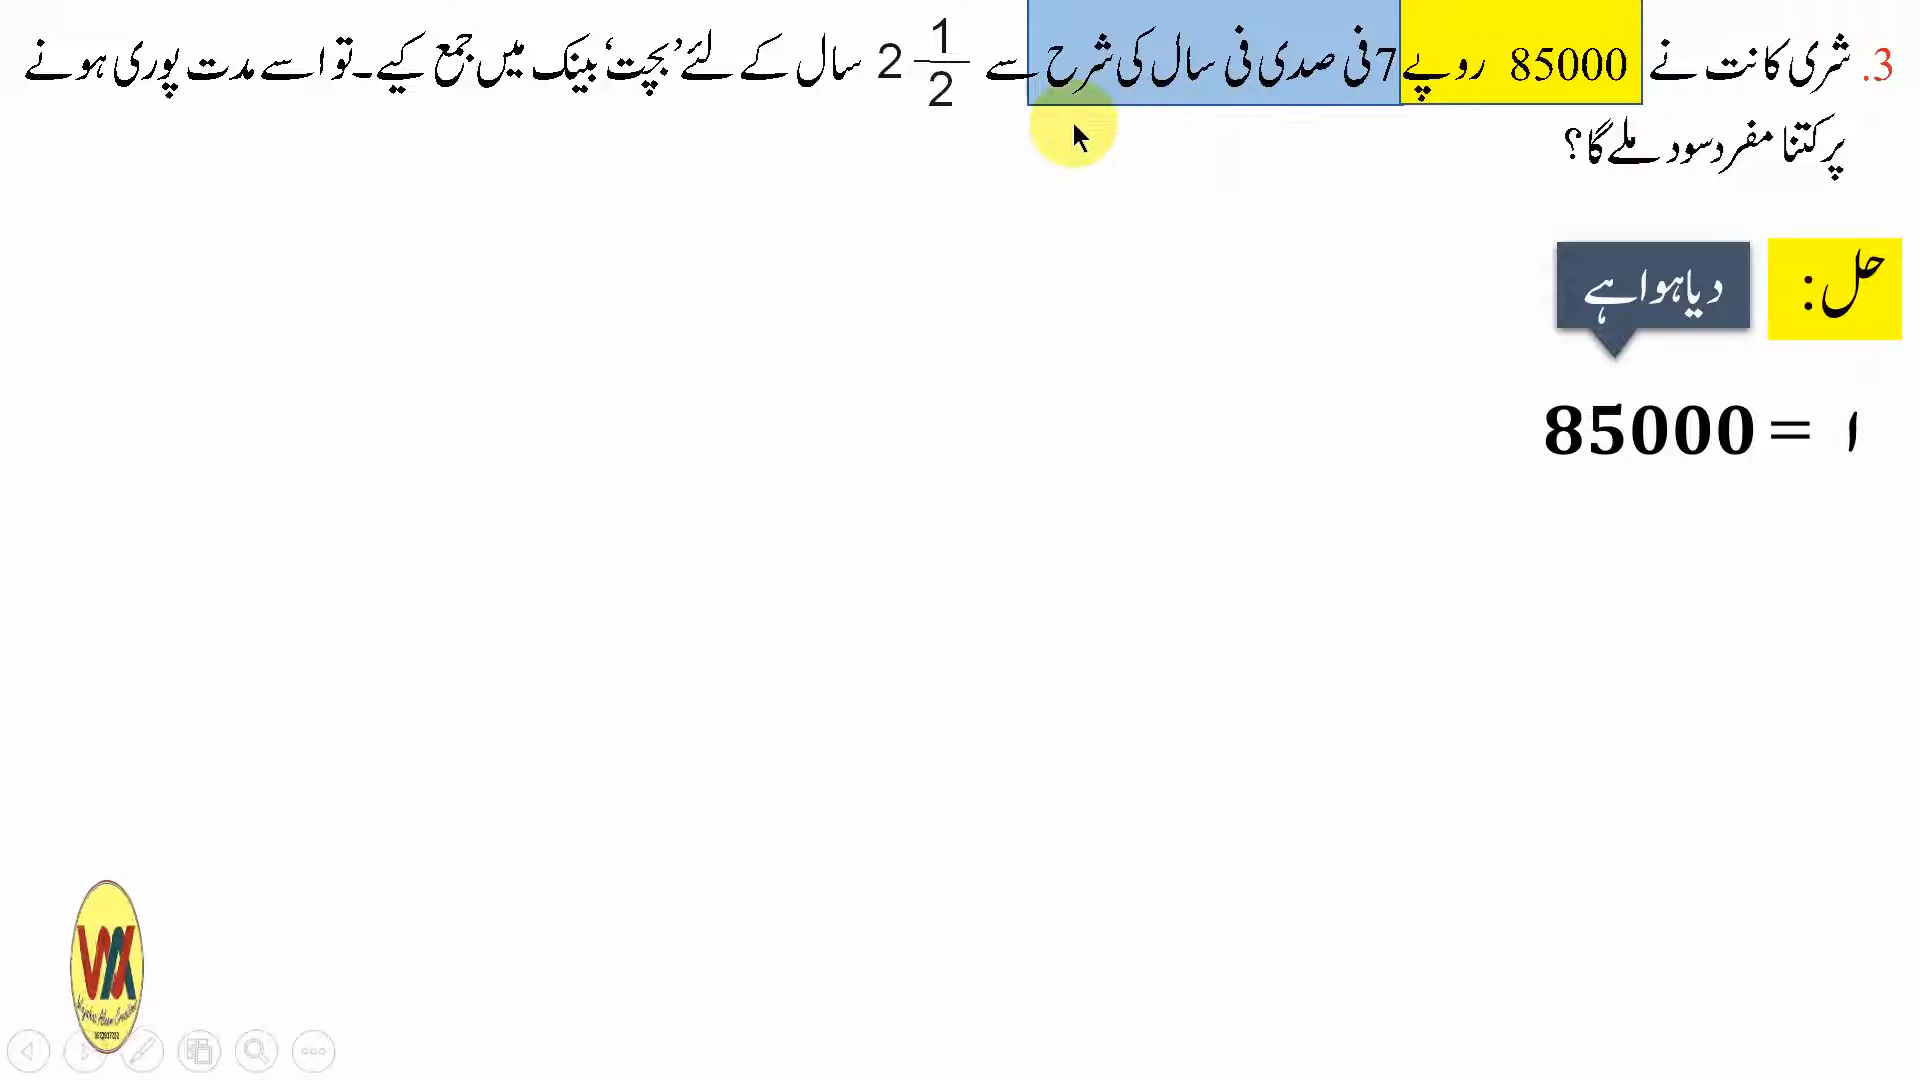 3. شری کانت نے 85000 روپے 7 فی صدی فی سال کی شرح سے 2 1/2 سال کے لئے ’بچت‘ بینک میں جمع کیے۔ تو اسے مدت پوری ہونے
پر کتنا مفرد سود ملے گا؟
حل:
دیا ہوا ہے
ا = 85000